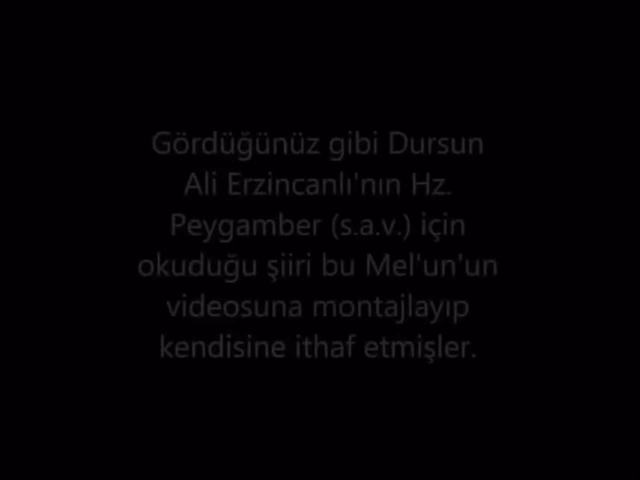 Gördüğünüz gibi Dursun
Ali Erzincanlı'nın Hz.
Peygamber (s.a.v.) için
okuduğu şiiri bu Mel'un'un
videosuna montajlayıp
kendisine ithaf etmişler.